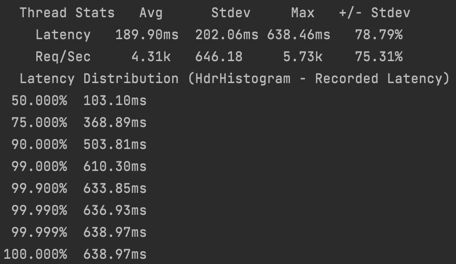 Thread Stats   Avg      Stdev     Max   +/- Stdev
Latency   189.90ms  202.06ms 638.46ms   78.79%
Req/Sec     4.31k   646.18     5.73k    75.31%
Latency Distribution (HdrHistogram - Recorded Latency)
50.000%  103.10ms
75.000%  368.89ms
90.000%  503.81ms
99.000%  610.30ms
99.900%  633.85ms
99.990%  636.93ms
99.999%  638.97ms
100.000%  638.97ms